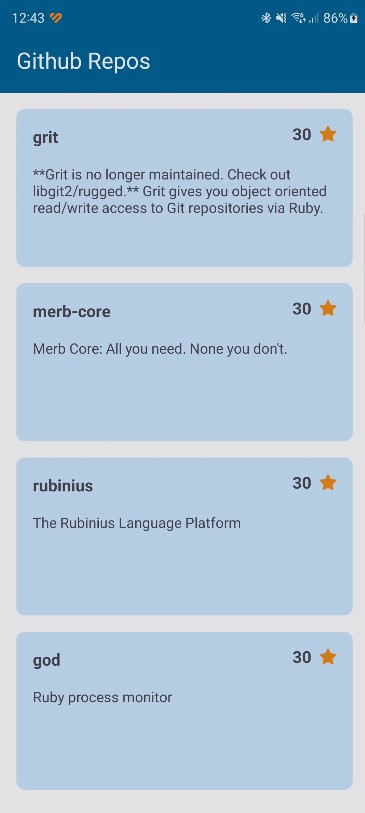 12:43 86%
Github Repos
grit 30
**Grit is no longer maintained. Check out
libgit2/rugged.** Grit gives you object oriented
read/write access to Git repositories via Ruby.
merb-core 30
Merb Core: All you need. None you don't.
rubinius 30
The Rubinius Language Platform
god 30
Ruby process monitor